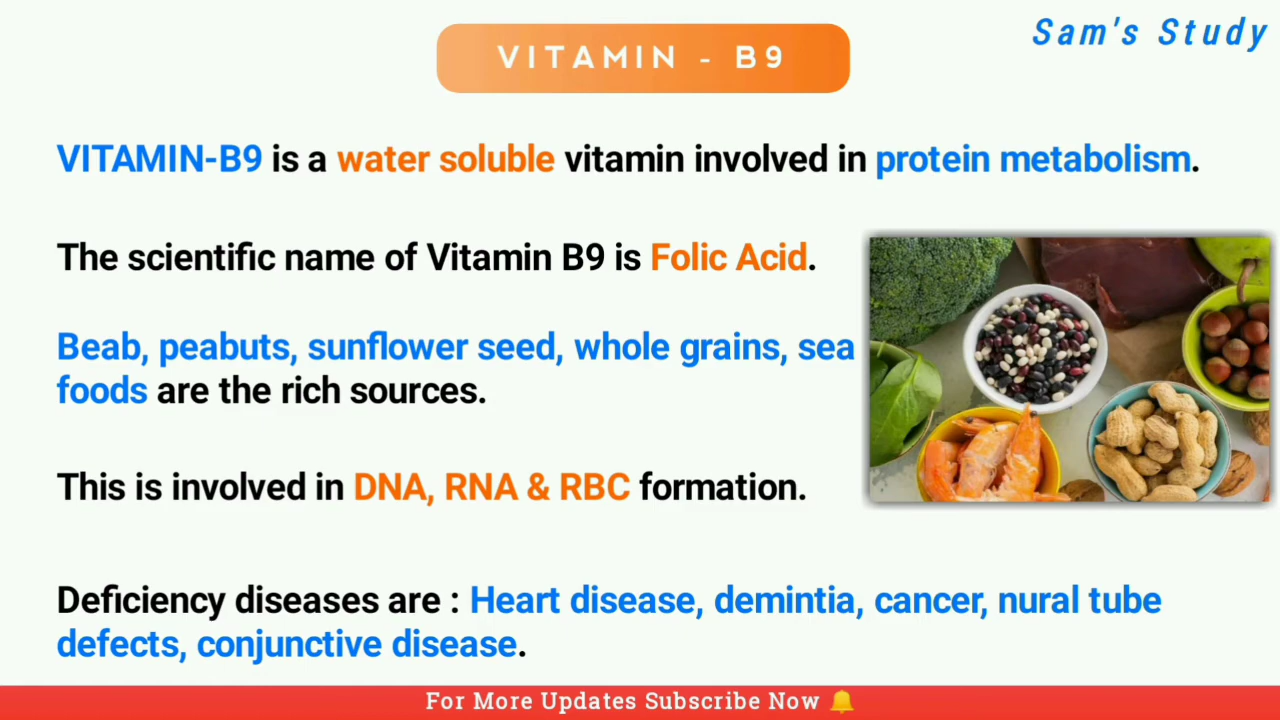 Sam's Study
VITAMIN - B9
VITAMIN-B9 is a water soluble vitamin involved in protein metabolism.
The scientific name of Vitamin B9 is Folic Acid.
Beab, peabuts, sunflower seed, whole grains, sea
foods are the rich sources.
This is involved in DNA, RNA & RBC formation.
Deficiency diseases are : Heart disease, demintia, cancer, nural tube
defects, conjunctive disease.
For More Updates Subscribe Now 🔔